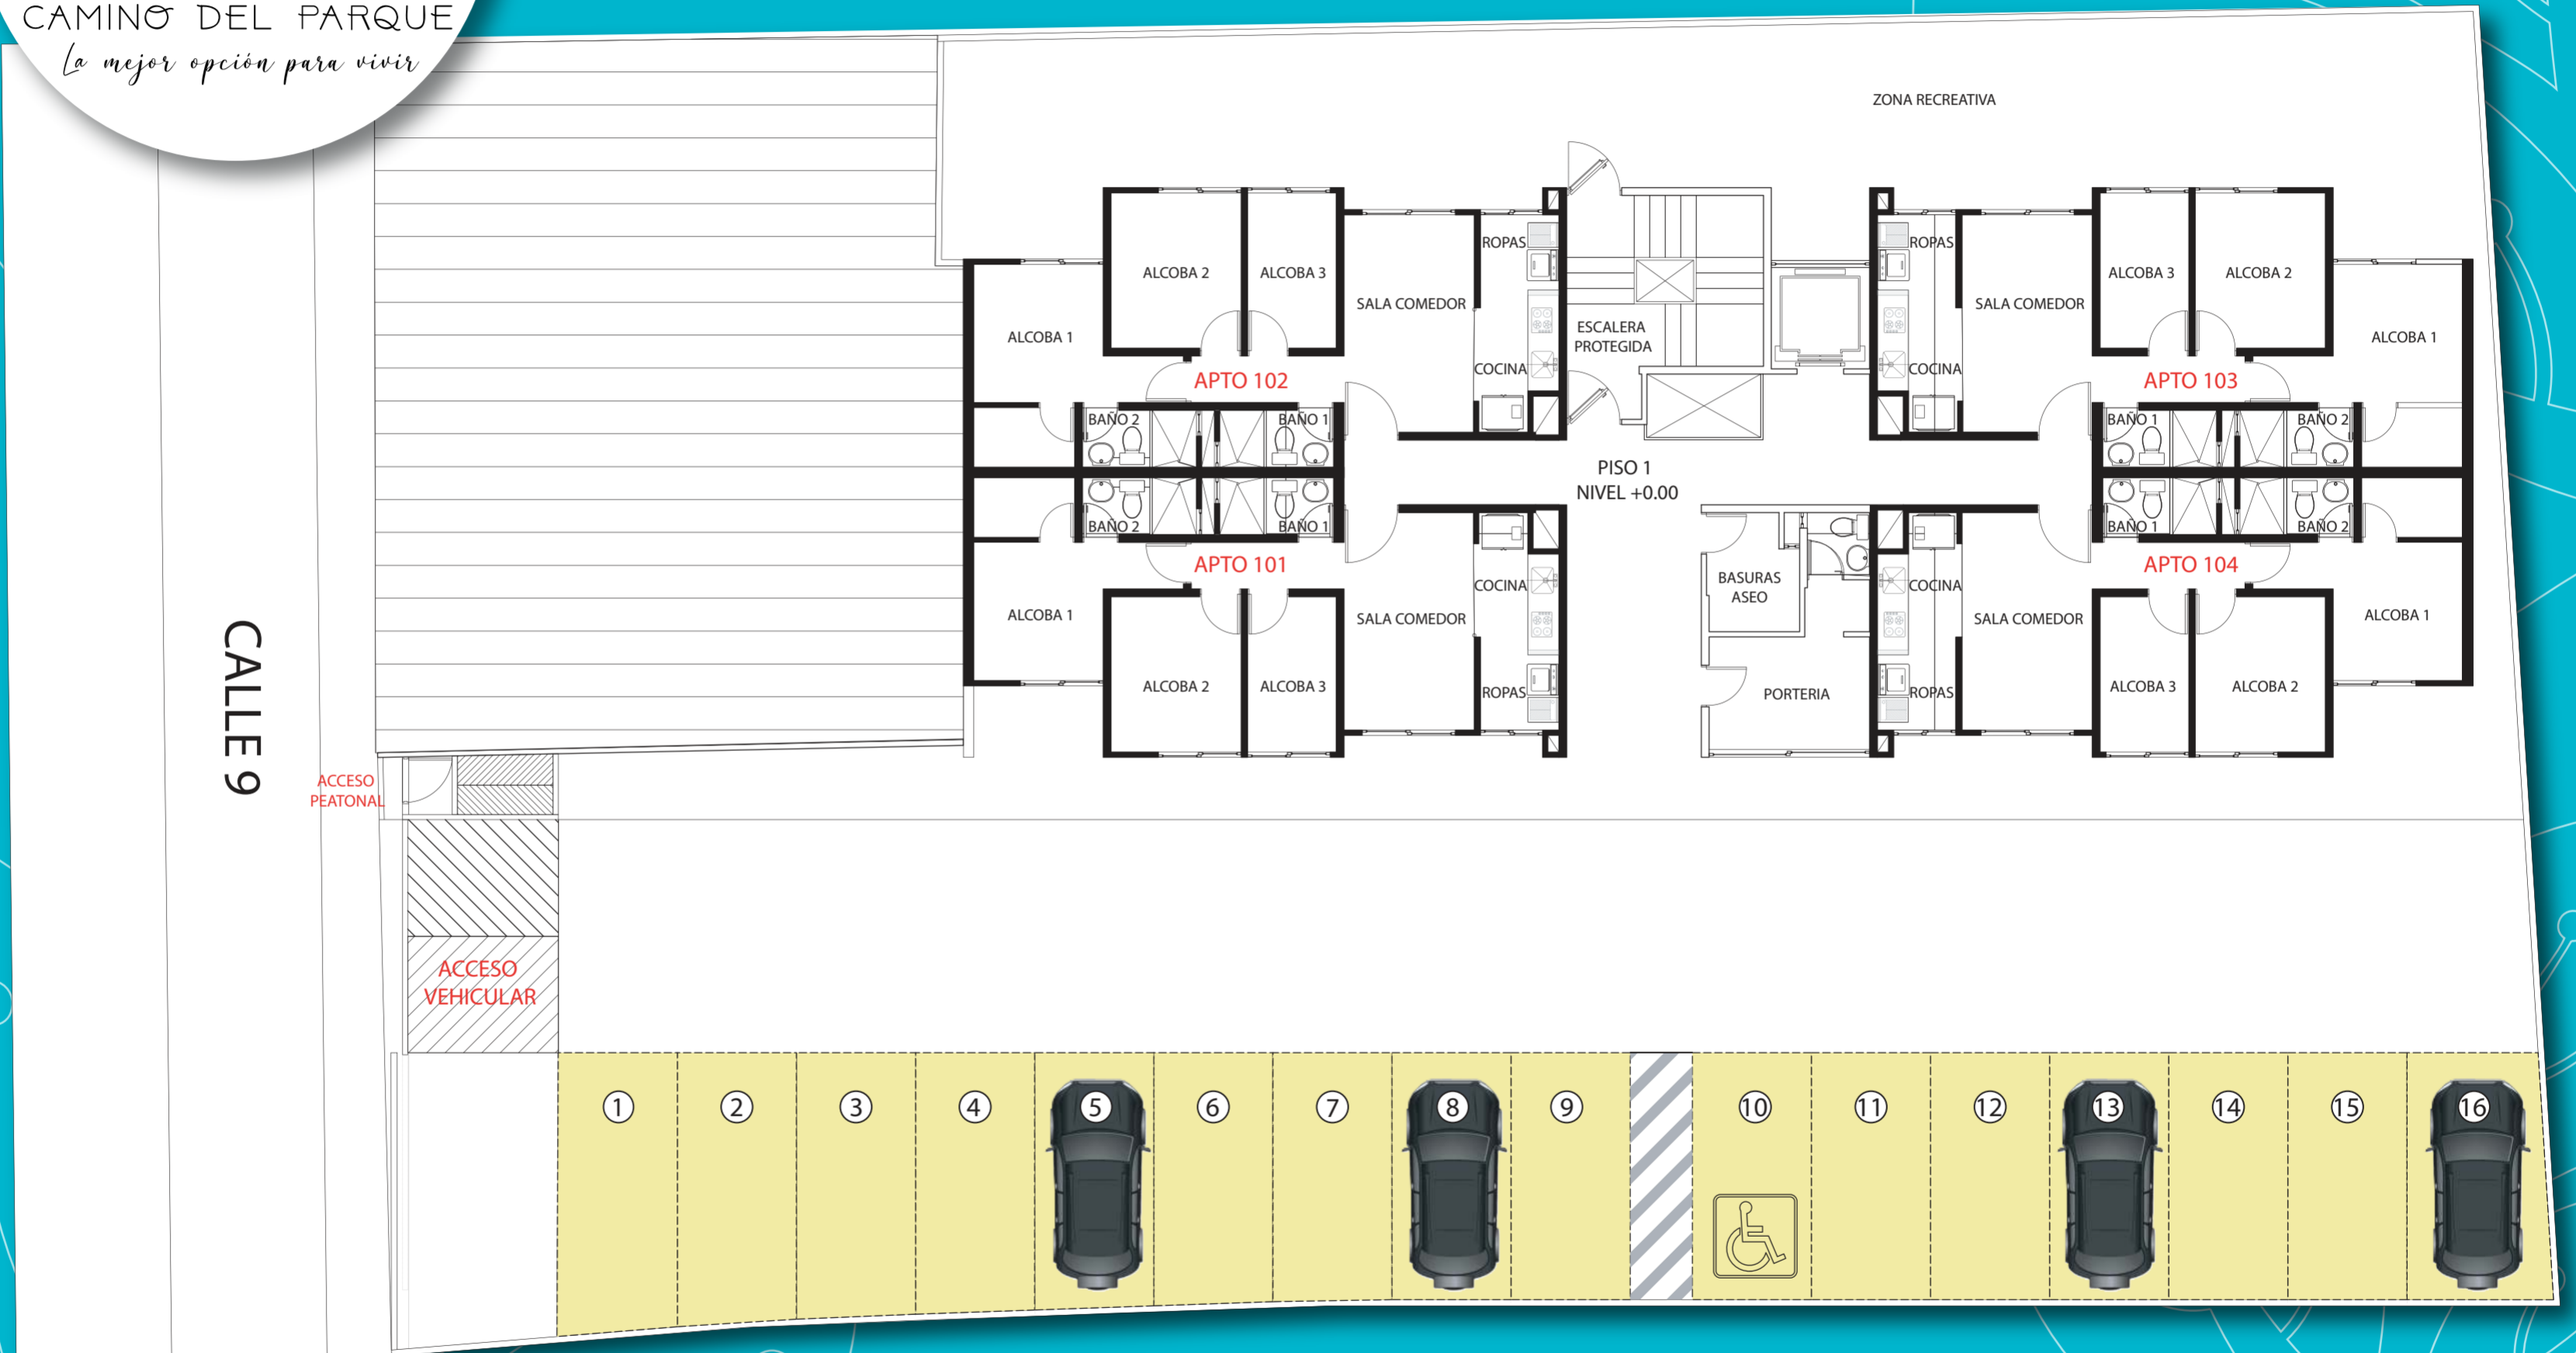 CAMINO DEL PARQUE
La mejor opción para vivir
ZONA RECREATIVA
ALCOBA 1
ALCOBA 2
ALCOBA 3
SALA COMEDOR
ROPAS
COCINA
APTO 102
BAÑO 2
BAÑO 1
ESCALERA
PROTEGIDA
ROPAS
COCINA
SALA COMEDOR
ALCOBA 3
ALCOBA 2
ALCOBA 1
APTO 103
BAÑO 1
BAÑO 2
PISO 1
NIVEL +0.00
BAÑO 2
BAÑO 1
APTO 101
ALCOBA 1
ALCOBA 2
ALCOBA 3
SALA COMEDOR
COCINA
ROPAS
BASURAS
ASEO
PORTERIA
COCINA
ROPAS
SALA COMEDOR
BAÑO 1
BAÑO 2
APTO 104
ALCOBA 3
ALCOBA 2
ALCOBA 1
CALLE 9
ACCESO
PEATONAL
ACCESO
VEHICULAR
1
2
3
4
5
6
7
8
9
10
11
12
13
14
15
16